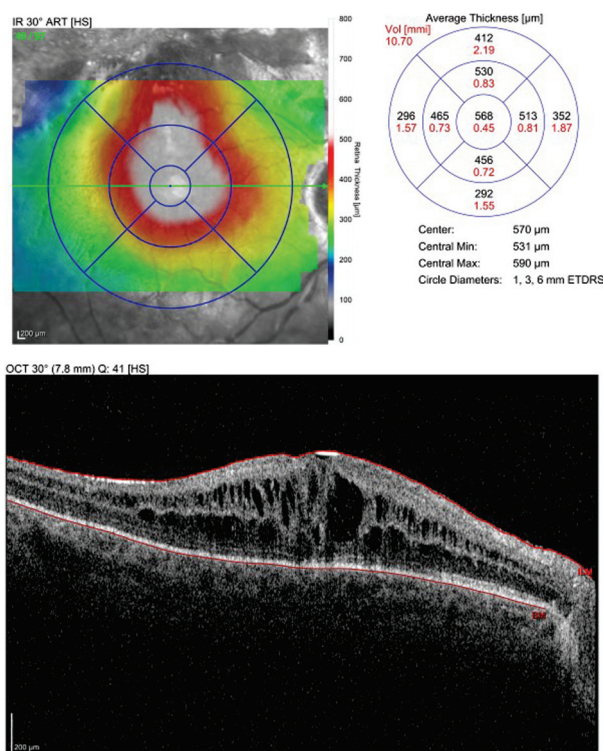 IR 30° ART [HS]
800
700
600
500
400
300
200
100
0
Retina Thickness [µm]
200 µm
Average Thickness [µm]
Vol [mmi]
10.70
412
2.19
530
0.83
296 465 568 513 352
1.57 0.73 0.45 0.81 1.87
456
0.72
292
1.55
Center: 570 µm
Central Min: 531 µm
Central Max: 590 µm
Circle Diameters: 1, 3, 6 mm ETDRS
OCT 30° (7.8 mm) Q: 41 [HS]
ILM
BM
200 µm